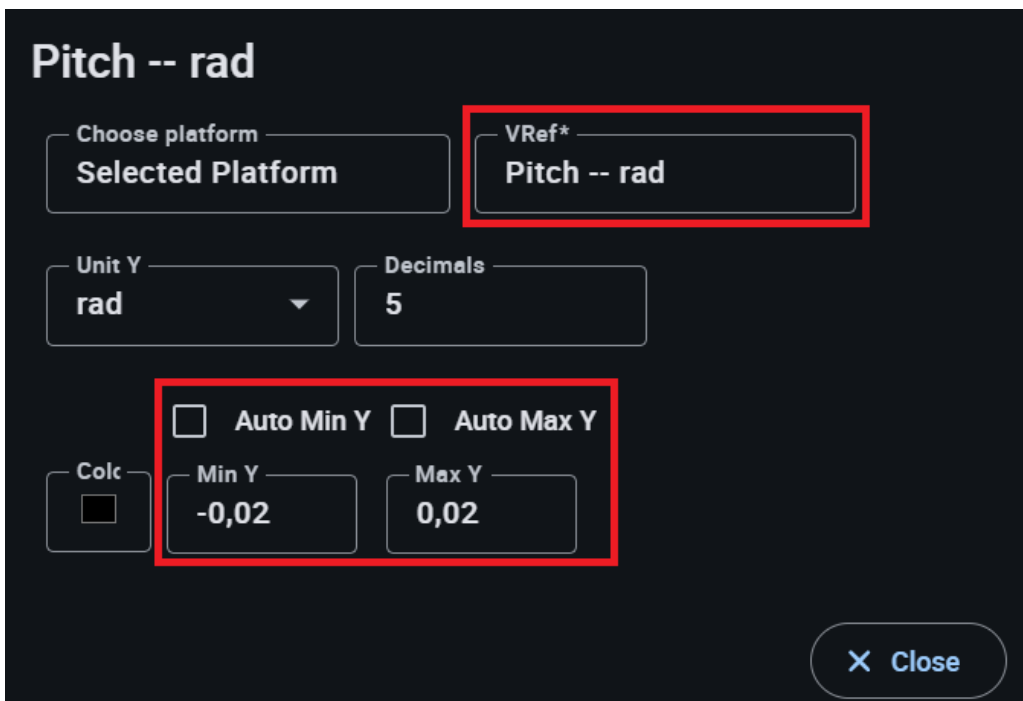 Pitch -- rad
Choose platform
Selected Platform
VRef*
Pitch -- rad
Unit Y
rad
Decimals
5
Auto Min Y
Auto Max Y
Colc
Min Y
-0,02
Max Y
0,02
Close